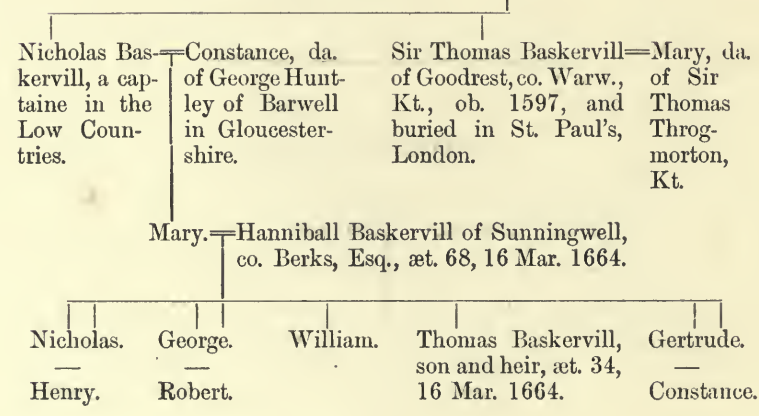 Nicholas Bas-
kervill, a cap-
taine in the
Low Coun-
tries.
=Constance, da.
of George Hunt-
ley of Barwell
in Gloucester-
shire.
Sir Thomas Baskervill
of Goodrest, co. Warw.,
Kt., ob. 1597, and
buried in St. Paul's,
London.
=Mary, da.
of Sir
Thomas
Throg-
morton,
Kt.
Mary.=Hanniball Baskervill of Sunningwell,
co. Berks, Esq., æt. 68, 16 Mar. 1664.
Nicholas.
—
Henry.
George.
—
Robert.
William.
Thomas Baskervill,
son and heir, æt. 34,
16 Mar. 1664.
Gertrude.
—
Constance.